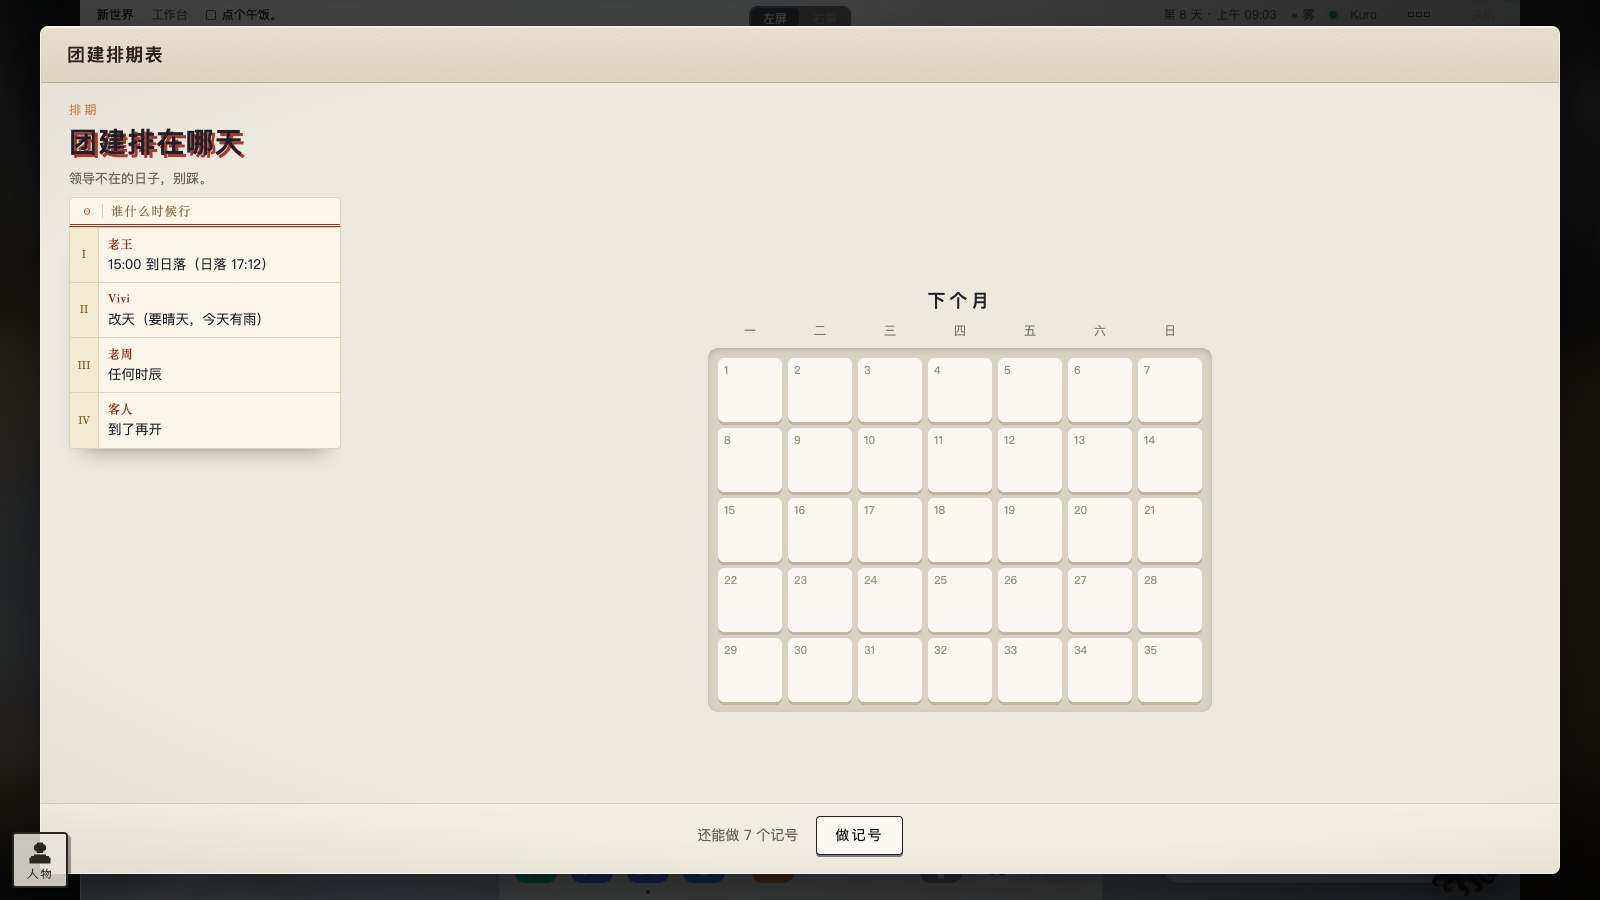 新世界 工作台 点个午饭。 左屏 右屏 第 8 天 · 上午 09:03 雾 Kuro
团建排期表
排期
团建排在哪天
领导不在的日子，别踩。
谁什么时候行
I 老王
15:00 到日落（日落 17:12）
II Vivi
改天（要晴天，今天有雨）
III 老周
任何时辰
IV 客人
到了再开
下个月
一 二 三 四 五 六 日
1 2 3 4 5 6 7
8 9 10 11 12 13 14
15 16 17 18 19 20 21
22 23 24 25 26 27 28
29 30 31 32 33 34 35
还能做 7 个记号 做记号
人物